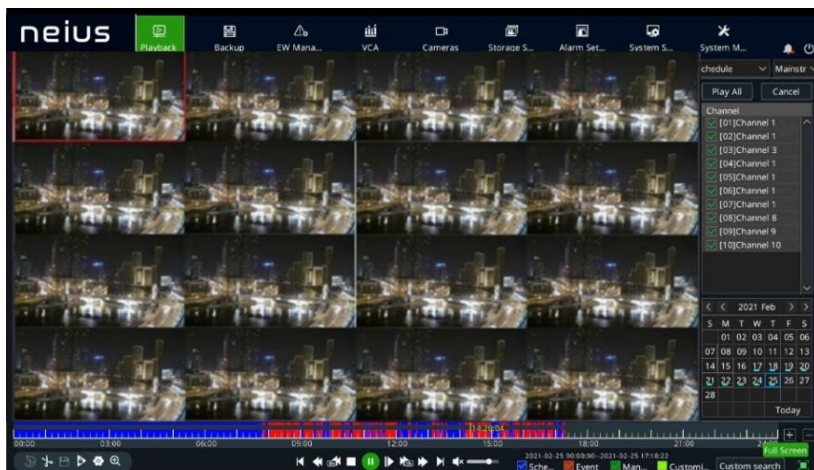 neius
Playback
Backup
EW Mana...
VCA
Cameras
Storage S...
Alarm Set...
System S...
System M...
chedule
Mainstr
Play All
Cancel
Channel
[01]Channel 1
[02]Channel 1
[03]Channel 3
[04]Channel 1
[05]Channel 1
[06]Channel 1
[07]Channel 1
[08]Channel 8
[09]Channel 9
[10]Channel 10
2021 Feb
S M T W T F S
01 02 03 04 05 06
07 08 09 10 11 12 13
14 15 16 17 18 19 20
21 22 23 24 25 26 27
28
Today
14:20:04
00:00 03:00 06:00 09:00 12:00 15:00 18:00 21:00
Full Screen
2021-02-25 00:00:00--2021-02-25 17:18:22
Sche...
Event
Man...
Customi...
Custom search